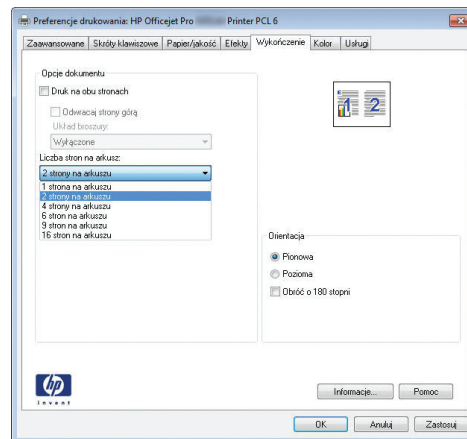 Preferencje drukowania: HP Officejet Pro Printer PCL 6
Zaawansowane Skróty klawiszowe Papier/jakość Efekty Wykończenie Kolor Usługi
Opcje dokumentu
Druk na obu stronach
Odwracaj strony górą
Układ broszury:
Wyłączone
Liczba stron na arkusz:
2 strony na arkuszu
1 strona na arkuszu
2 strony na arkuszu
4 strony na arkuszu
6 stron na arkuszu
9 stron na arkuszu
16 stron na arkuszu
1 2
Orientacja
Pionowa
Pozioma
Obróć o 180 stopni
hp
invent
Informacje... Pomoc
OK Anuluj Zastosuj